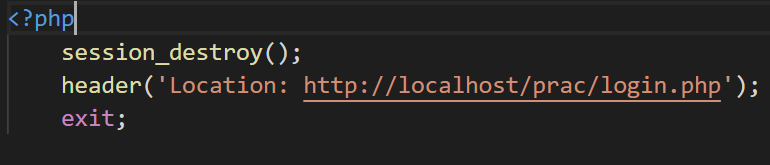 <?php
session_destroy();
header('Location: http://localhost/prac/login.php');
exit;